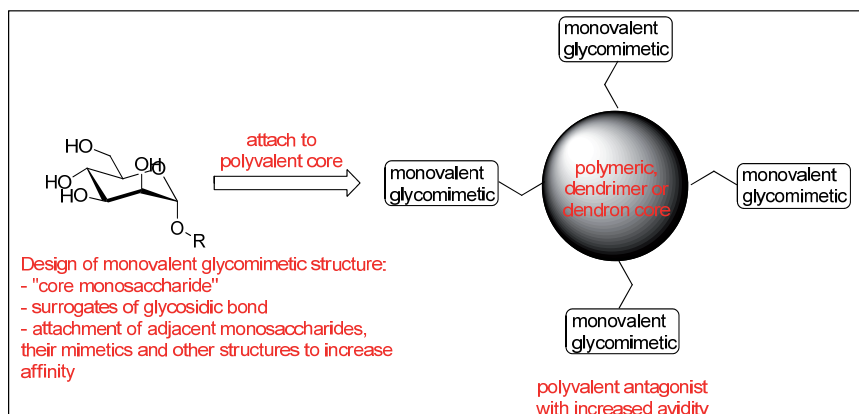 monovalent
glycomimetic
HO
OH
O
HO
HO
O
R
attach to
polyvalent core
monovalent
glycomimetic
polymeric,
dendrimer or
dendron core
monovalent
glycomimetic
Design of monovalent glycomimetic structure:
- "core monosaccharide"
- surrogates of glycosidic bond
- attachment of adjacent monosaccharides,
their mimetics and other structures to increase
affinity
monovalent
glycomimetic
polyvalent antagonist
with increased avidity